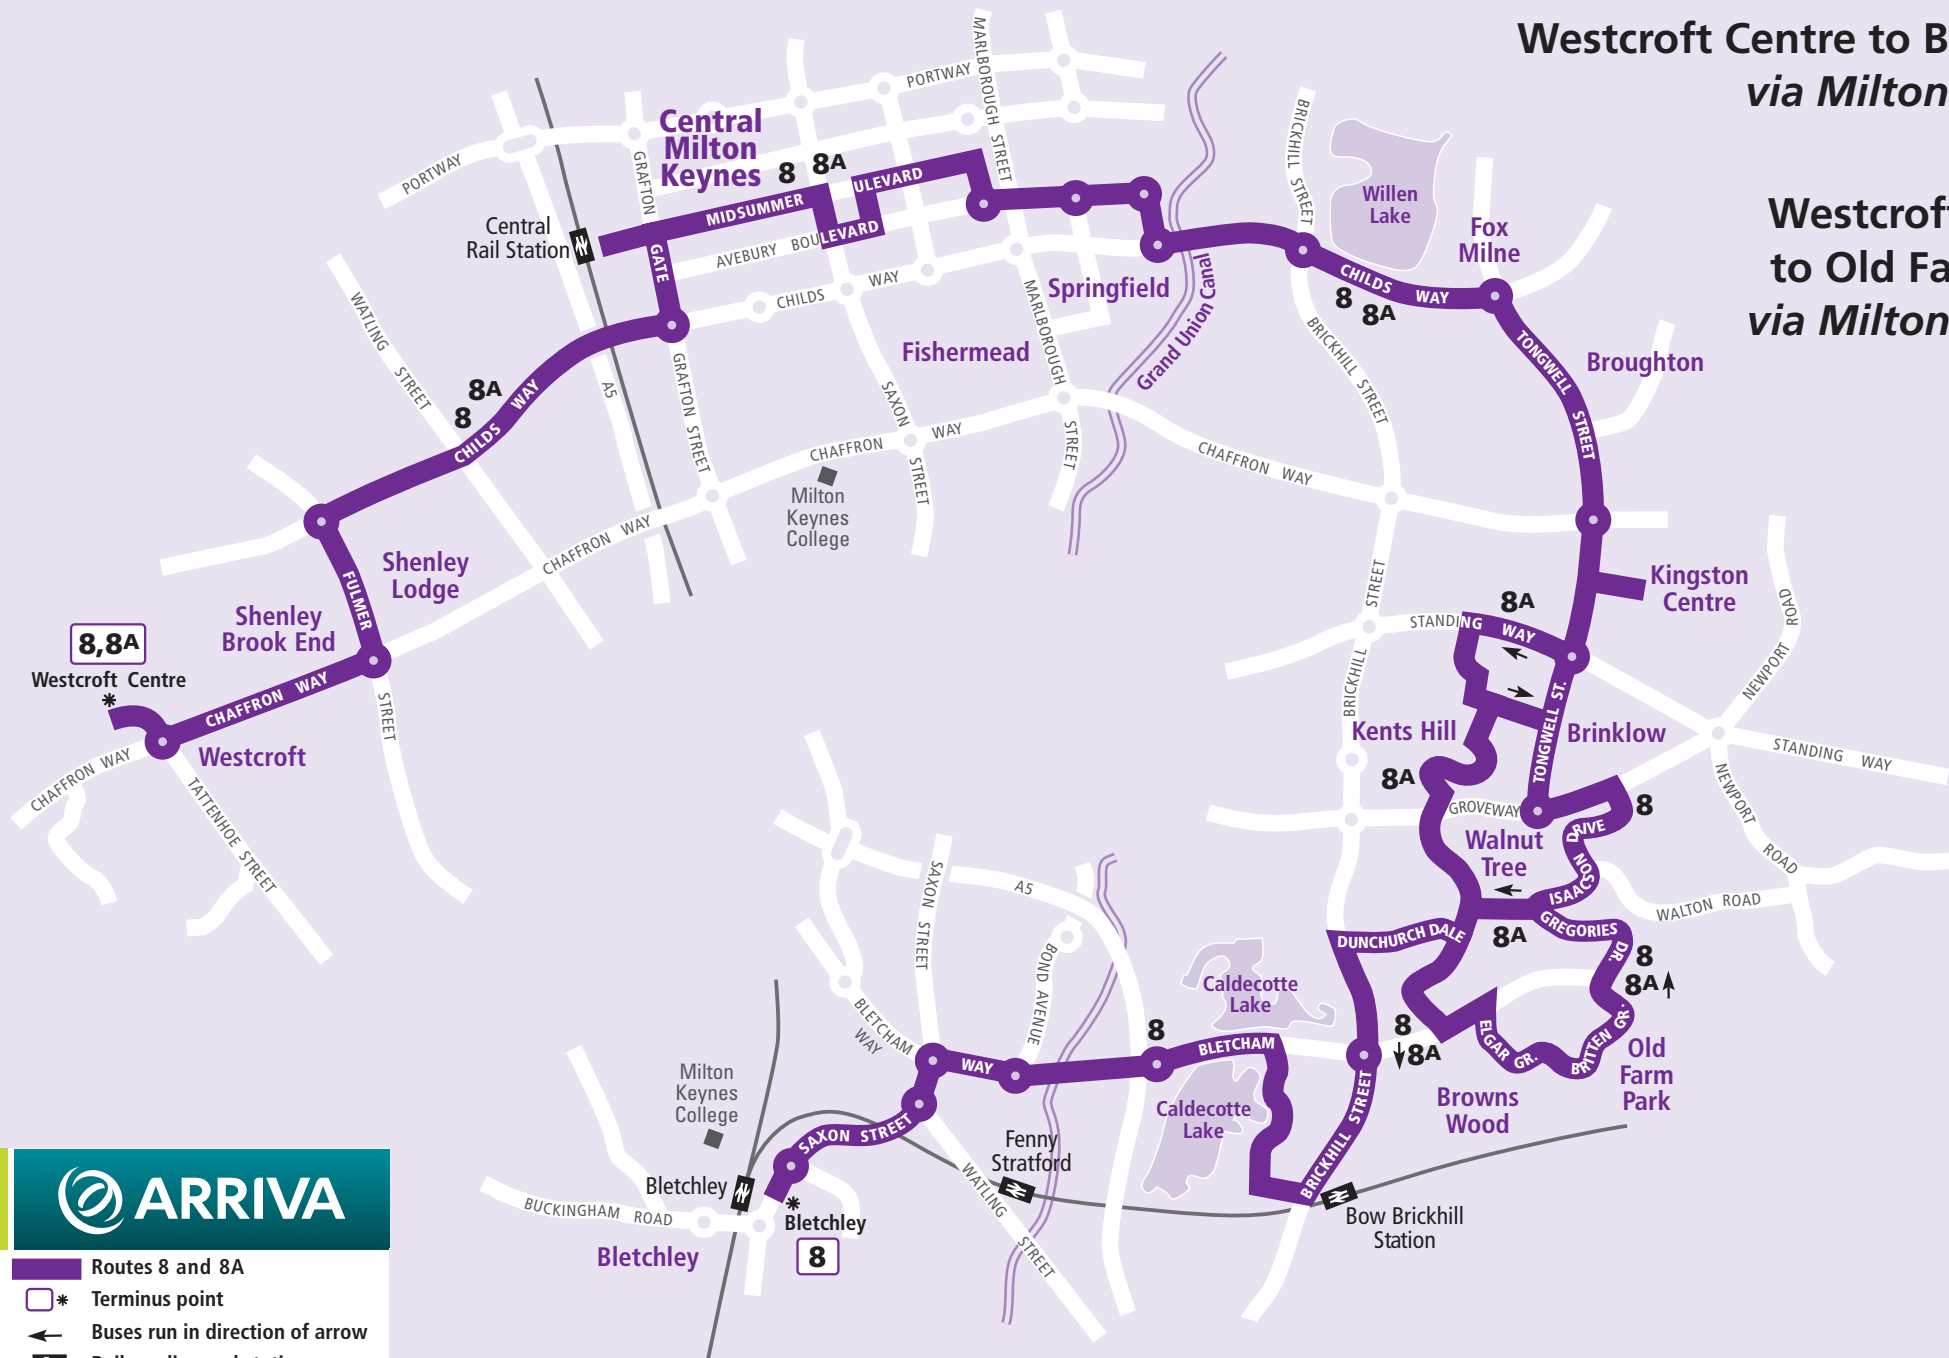 Westcroft Centre to B
via Milton
Westcroft
to Old Fa
via Milton
PORTWAY
MARLBOROUGH STREET
PORTWAY
GRAFTON
GATE
Central
Milton
Keynes
8 8A
MIDSUMMER
ULEVARD
AVEBURY BOULEVARD
Central
Rail Station
CHILDS WAY
BRICKHILL STREET
Willen
Lake
Fox
Milne
Springfield
Grand Union Canal
CHILDS WAY
8
8A
WATLING STREET
A5
GRAFTON STREET
Fishermead
MARLBOROUGH STREET
BRICKHILL STREET
TONGWELL STREET
Broughton
8A
8
CHILDS WAY
SAXON STREET
CHAFFRON WAY
CHAFFRON WAY
Milton
Keynes
College
CHAFFRON WAY
Shenley
Lodge
FULMER
STREET
Shenley
Brook End
8,8A
Westcroft Centre
*
CHAFFRON WAY
Westcroft
CHAFFRON WAY
TATTENHOE STREET
Kingston
Centre
8A
STANDING WAY
BRICKHILL STREET
NEWPORT ROAD
Kents Hill
TONGWELL ST.
Brinklow
STANDING WAY
8A
GROVEWAY
8
NEWPORT ROAD
Walnut
Tree
ISAACSON DRIVE
WALTON ROAD
DUNCHURCH DALE
8A
GREGORIES DR.
8
8A
8
8A
ELGAR GR.
BRITTEN GR.
Old
Farm
Park
Browns
Wood
SAXON STREET
A5
BOND AVENUE
BLETCHAM
WAY
WAY
8
BLETCHAM
Caldecotte
Lake
Caldecotte
Lake
BRICKHILL STREET
Milton
Keynes
College
SAXON STREET
Fenny
Stratford
WATLING STREET
Bletchley
*
Bletchley
8
BUCKINGHAM ROAD
Bletchley
Bow Brickhill
Station
ARRIVA
Routes 8 and 8A
* Terminus point
Buses run in direction of arrow